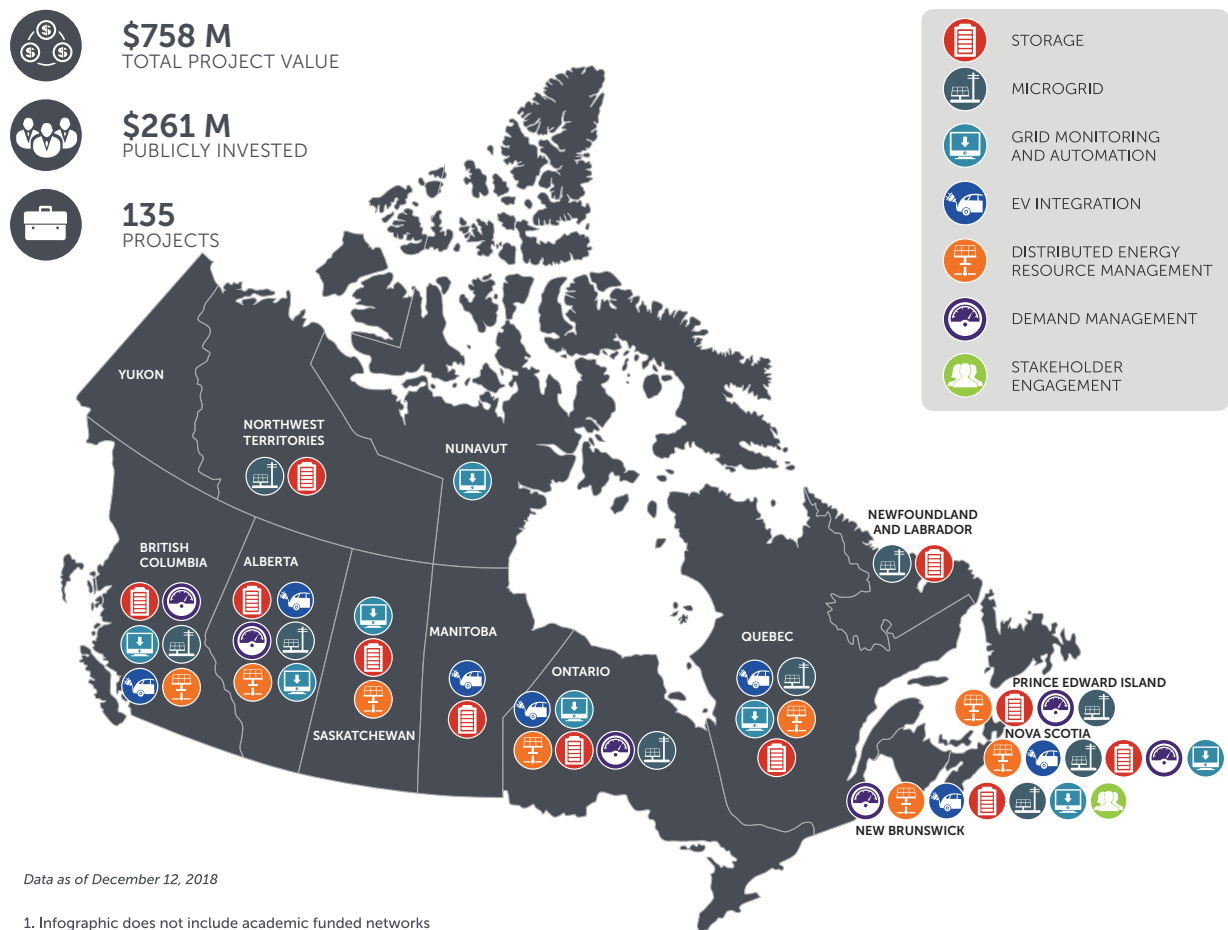 $758 M
TOTAL PROJECT VALUE
$261 M
PUBLICLY INVESTED
135
PROJECTS
STORAGE
MICROGRID
GRID MONITORING
AND AUTOMATION
EV INTEGRATION
DISTRIBUTED ENERGY
RESOURCE MANAGEMENT
DEMAND MANAGEMENT
STAKEHOLDER
ENGAGEMENT
YUKON
NORTHWEST
TERRITORIES
NUNAVUT
NEWFOUNDLAND
AND LABRADOR
BRITISH
COLUMBIA
ALBERTA
MANITOBA
QUEBEC
ONTARIO
PRINCE EDWARD ISLAND
SASKATCHEWAN
NOVA SCOTIA
NEW BRUNSWICK
Data as of December 12, 2018
1. Infographic does not include academic funded networks